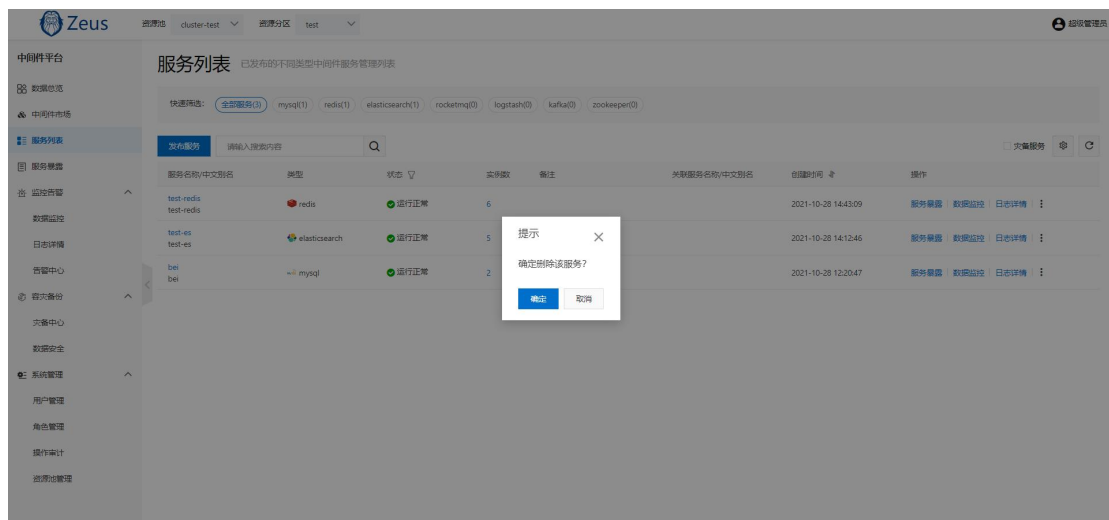 Zeus
资源池 cluster-test 资源分区 test 超级管理员
中间件平台
数据总览
中间件市场
服务列表
服务暴露
监控告警
数据监控
日志详情
告警中心
容灾备份
灾备中心
数据安全
系统管理
用户管理
角色管理
操作审计
资源池管理
服务列表 已发布的不同类型中间件服务管理列表
快速筛选: 全部服务(3) mysql(1) redis(1) elasticsearch(1) rocketmq(0) logstash(0) kafka(0) zookeeper(0)
发布服务 请输入搜索内容 灾备服务
服务名称/中文别名 类型 状态 实例数 备注 关联服务名称/中文别名 创建时间 操作
test-redis
test-redis redis 运行正常 6 2021-10-28 14:43:09 服务暴露 数据监控 日志详情
test-es
test-es elasticsearch 运行正常 5 2021-10-28 14:12:46 服务暴露 数据监控 日志详情
bei
bei mysql 运行正常 2 2021-10-28 12:20:47 服务暴露 数据监控 日志详情
提示
确定删除该服务?
确定 取消